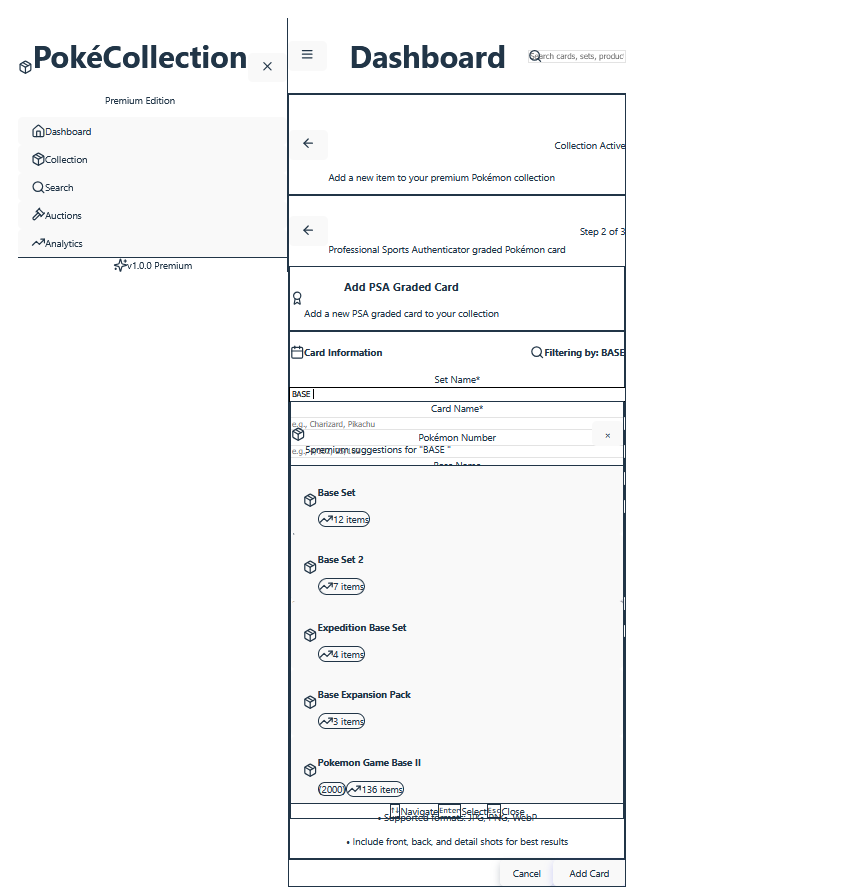 PokéCollection
Premium Edition
Dashboard
Collection
Search
Auctions
Analytics
v1.0.0 Premium
Dashboard
Search cards, sets, produc
Collection Active
Add a new item to your premium Pokémon collection
Step 2 of 3
Professional Sports Authenticator graded Pokémon card
Add PSA Graded Card
Add a new PSA graded card to your collection
Card Information
Filtering by: BASE
Set Name*
BASE
Card Name*
e.g., Charizard, Pikachu
Pokémon Number
×
5premium suggestions for "BASE "
e.g.,
Base Name
Base Set
12 items
Base Set 2
7 items
Expedition Base Set
4 items
Base Expansion Pack
3 items
Pokemon Game Base II
(2000) 136 items
↑↓ Navigate Enter Select Esc Close
• Supported formats: JPG, PNG, WebP
• Include front, back, and detail shots for best results
Cancel
Add Card